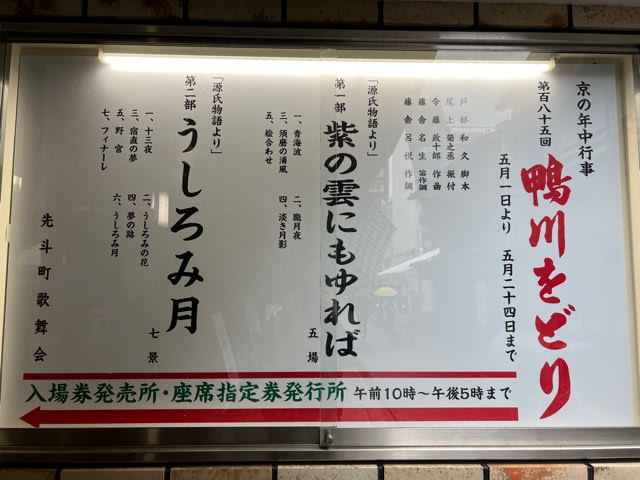 京の年中行事
第百八十五回
鴨川をどり
五月一日より 五月二十四日まで
戸部和久 脚本
尾上菊之丞 振付
今藤政十郎 作曲
藤舎名生 笛作調
藤舎呂悦 作調
「源氏物語より」
第一部 紫の雲にもゆれば 五場
一、青海波
二、朧月夜
三、須磨の浦風
四、淡き月影
五、絵合わせ
「源氏物語より」
第二部 うしろみ月 七景
一、十三夜
二、うしろみの花
三、宿直の夢
四、夢の跡
五、野宮
六、うしろみ月
七、フィナーレ
先斗町歌舞会
入場券発売所・座席指定券発行所 午前10時〜午後5時まで